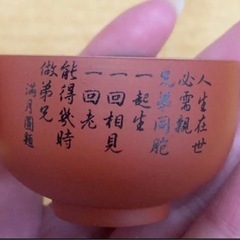 人生在世
必需親
兄弟同胞
一起生
一回相見
一回老
能得幾時
做弟兄
滿月圓題